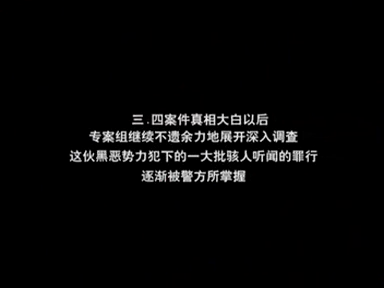 三.四案件真相大白以后
专案组继续不遗余力地展开深入调查
这伙黑恶势力犯下的一大批骇人听闻的罪行
逐渐被警方所掌握